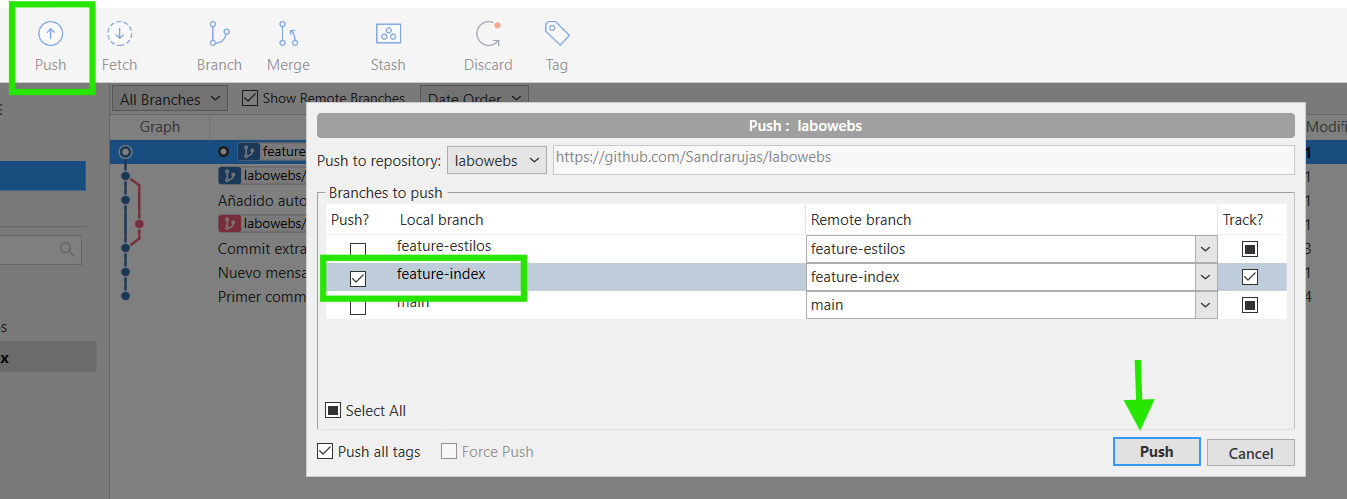 Push Fetch Branch Merge Stash Discard Tag
All Branches Show Remote Branches Date Order
Graph Modifi
Push : labowebs
feature
Push to repository: labowebs https://github.com/Sandrarujas/labowebs
labowebs/
Branches to push
Añadido auto
Push? Local branch Remote branch Track?
labowebs/
feature-estilos feature-estilos
Commit extra
feature-index feature-index
Nuevo mensa
main main
Primer comm
Select All
Push all tags Force Push Push Cancel